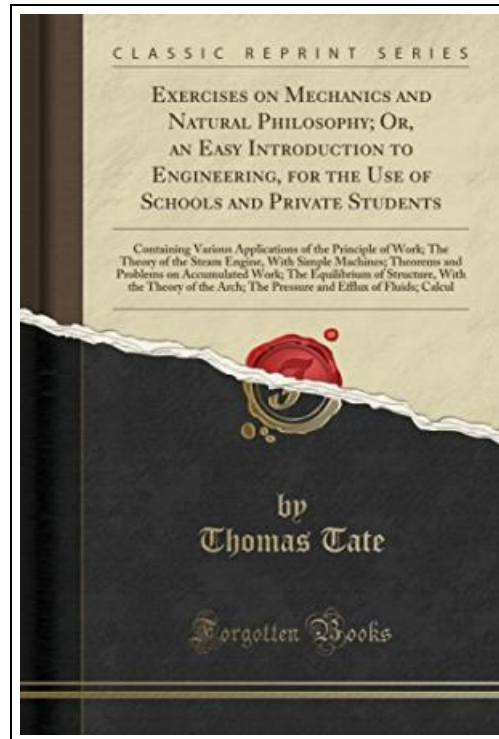 CLASSIC REPRINT SERIES
EXERCISES ON MECHANICS AND
NATURAL PHILOSOPHY; OR,
AN EASY INTRODUCTION TO
ENGINEERING, FOR THE USE OF
SCHOOLS AND PRIVATE STUDENTS
Containing Various Applications of the Principle of Work; The
Theory of the Steam Engine, With Simple Machines; Theorems and
Problems on Accumulated Work; The Equilibrium of Structure, With
the Theory of the Arch; The Pressure and Efflux of Fluids; Calcul
by
Thomas Tate
Forgotten Books